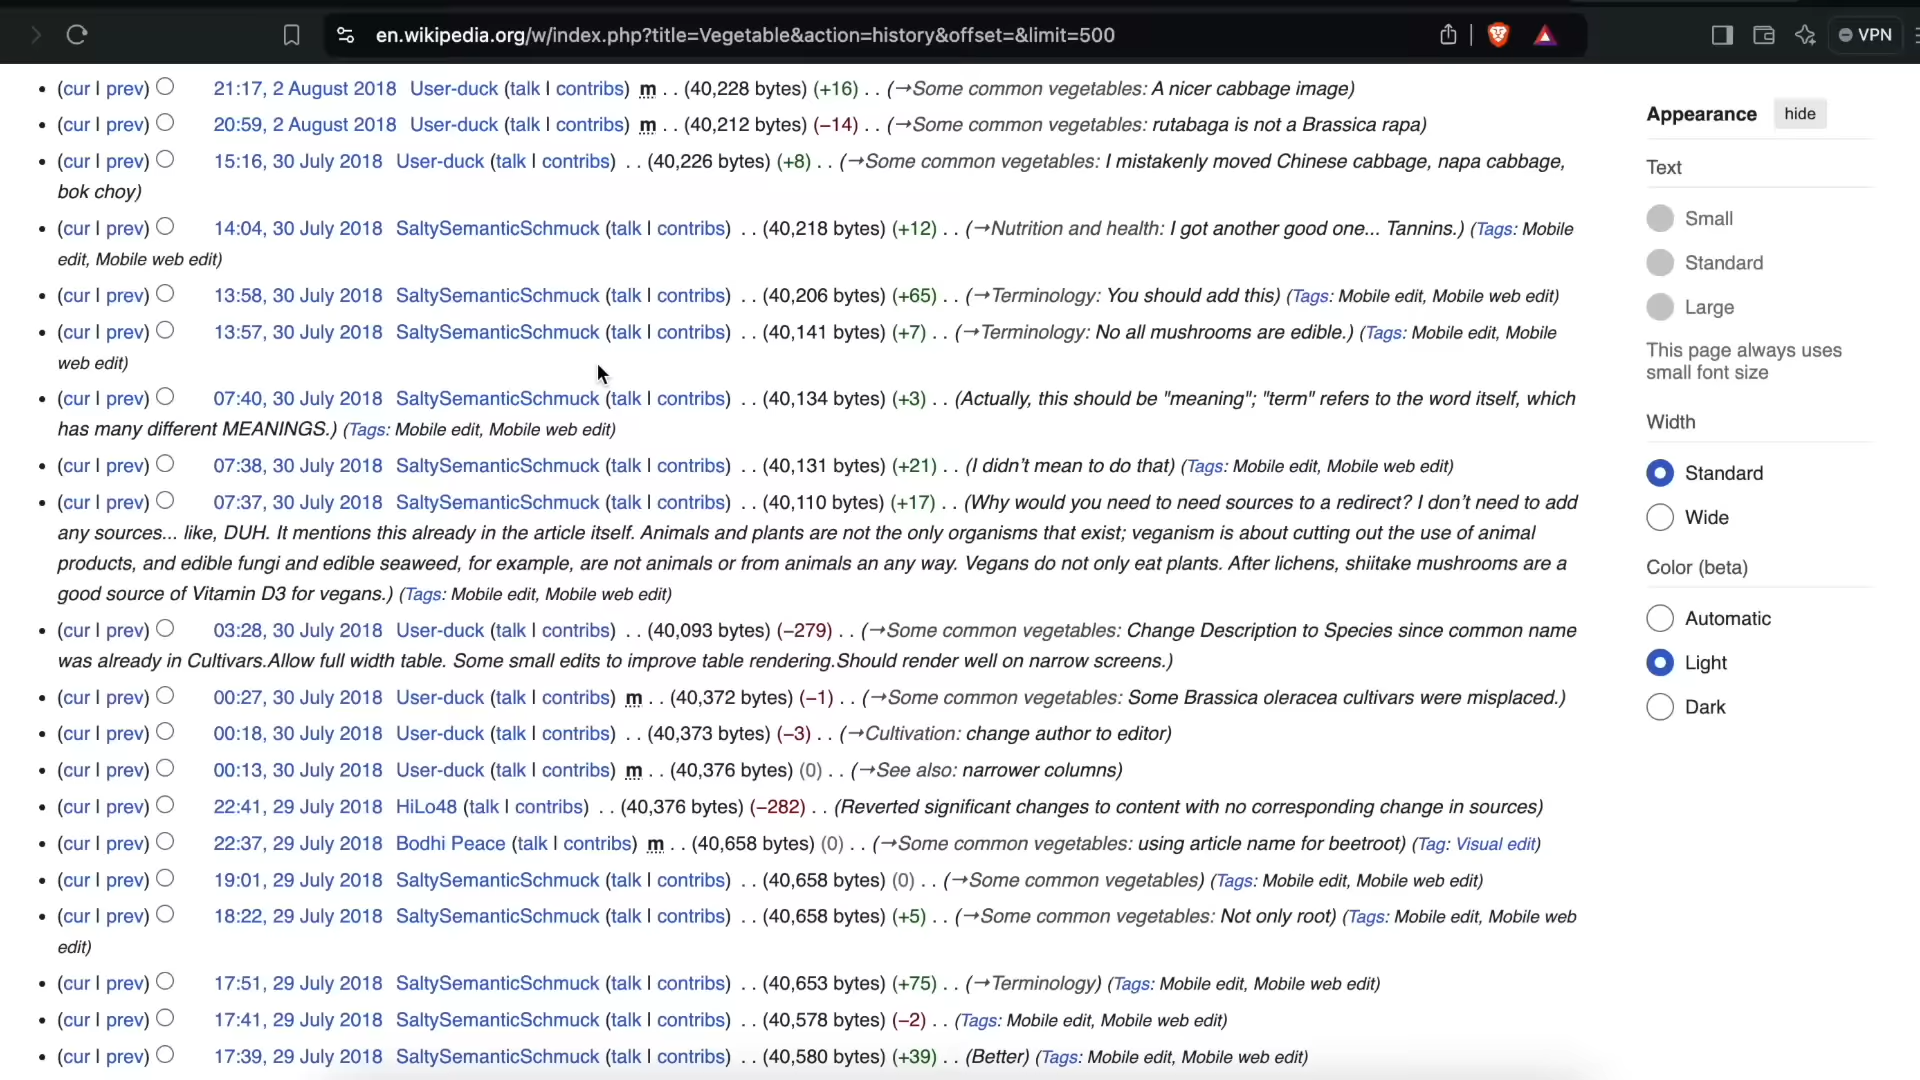 en.wikipedia.org/w/index.php?title=Vegetable&action=history&offset=&limit=500
VPN
• (cur | prev) 21:17, 2 August 2018 User-duck (talk | contribs) m . . (40,228 bytes) (+16) . . (→Some common vegetables: A nicer cabbage image)
• (cur | prev) 20:59, 2 August 2018 User-duck (talk | contribs) m . . (40,212 bytes) (−14) . . (→Some common vegetables: rutabaga is not a Brassica rapa)
• (cur | prev) 15:16, 30 July 2018 User-duck (talk | contribs) . . (40,226 bytes) (+8) . . (→Some common vegetables: I mistakenly moved Chinese cabbage, napa cabbage,
bok choy)
• (cur | prev) 14:04, 30 July 2018 SaltySemanticSchmuck (talk | contribs) . . (40,218 bytes) (+12) . . (→Nutrition and health: I got another good one... Tannins.) (Tags: Mobile
edit, Mobile web edit)
• (cur | prev) 13:58, 30 July 2018 SaltySemanticSchmuck (talk | contribs) . . (40,206 bytes) (+65) . . (→Terminology: You should add this) (Tags: Mobile edit, Mobile web edit)
• (cur | prev) 13:57, 30 July 2018 SaltySemanticSchmuck (talk | contribs) . . (40,141 bytes) (+7) . . (→Terminology: No all mushrooms are edible.) (Tags: Mobile edit, Mobile
web edit)
• (cur | prev) 07:40, 30 July 2018 SaltySemanticSchmuck (talk | contribs) . . (40,134 bytes) (+3) . . (Actually, this should be "meaning"; "term" refers to the word itself, which
has many different MEANINGS.) (Tags: Mobile edit, Mobile web edit)
• (cur | prev) 07:38, 30 July 2018 SaltySemanticSchmuck (talk | contribs) . . (40,131 bytes) (+21) . . (I didn't mean to do that) (Tags: Mobile edit, Mobile web edit)
• (cur | prev) 07:37, 30 July 2018 SaltySemanticSchmuck (talk | contribs) . . (40,110 bytes) (+17) . . (Why would you need to need sources to a redirect? I don't need to add
any sources... like, DUH. It mentions this already in the article itself. Animals and plants are not the only organisms that exist; veganism is about cutting out the use of animal
products, and edible fungi and edible seaweed, for example, are not animals or from animals an any way. Vegans do not only eat plants. After lichens, shiitake mushrooms are a
good source of Vitamin D3 for vegans.) (Tags: Mobile edit, Mobile web edit)
• (cur | prev) 03:28, 30 July 2018 User-duck (talk | contribs) . . (40,093 bytes) (−279) . . (→Some common vegetables: Change Description to Species since common name
was already in Cultivars.Allow full width table. Some small edits to improve table rendering.Should render well on narrow screens.)
• (cur | prev) 00:27, 30 July 2018 User-duck (talk | contribs) m . . (40,372 bytes) (−1) . . (→Some common vegetables: Some Brassica oleracea cultivars were misplaced.)
• (cur | prev) 00:18, 30 July 2018 User-duck (talk | contribs) . . (40,373 bytes) (−3) . . (→Cultivation: change author to editor)
• (cur | prev) 00:13, 30 July 2018 User-duck (talk | contribs) m . . (40,376 bytes) (0) . . (→See also: narrower columns)
• (cur | prev) 22:41, 29 July 2018 HiLo48 (talk | contribs) . . (40,376 bytes) (−282) . . (Reverted significant changes to content with no corresponding change in sources)
• (cur | prev) 22:37, 29 July 2018 Bodhi Peace (talk | contribs) m . . (40,658 bytes) (0) . . (→Some common vegetables: using article name for beetroot) (Tag: Visual edit)
• (cur | prev) 19:01, 29 July 2018 SaltySemanticSchmuck (talk | contribs) . . (40,658 bytes) (0) . . (→Some common vegetables) (Tags: Mobile edit, Mobile web edit)
• (cur | prev) 18:22, 29 July 2018 SaltySemanticSchmuck (talk | contribs) . . (40,658 bytes) (+5) . . (→Some common vegetables: Not only root) (Tags: Mobile edit, Mobile web
edit)
• (cur | prev) 17:51, 29 July 2018 SaltySemanticSchmuck (talk | contribs) . . (40,653 bytes) (+75) . . (→Terminology) (Tags: Mobile edit, Mobile web edit)
• (cur | prev) 17:41, 29 July 2018 SaltySemanticSchmuck (talk | contribs) . . (40,578 bytes) (−2) . . (Tags: Mobile edit, Mobile web edit)
• (cur | prev) 17:39, 29 July 2018 SaltySemanticSchmuck (talk | contribs) . . (40,580 bytes) (+39) . . (Better) (Tags: Mobile edit, Mobile web edit)
Appearance hide
Text
Small
Standard
Large
This page always uses
small font size
Width
Standard
Wide
Color (beta)
Automatic
Light
Dark